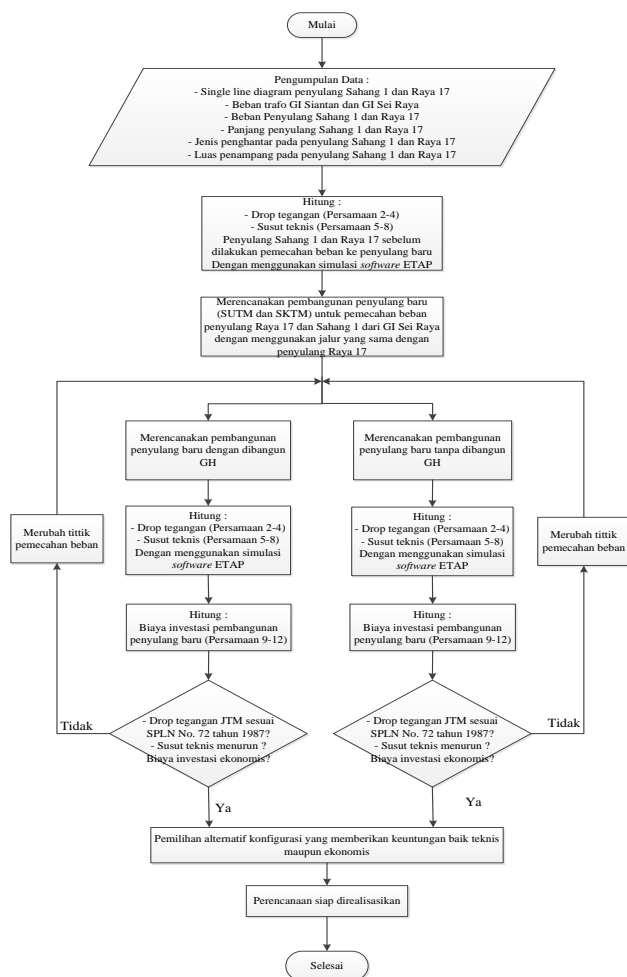 Mulai
Pengumpulan Data :
- Single line diagram penyulang Sahang 1 dan Raya 17
- Beban trafo GI Siantan dan GI Sei Raya
- Beban Penyulang Sahang 1 dan Raya 17
- Panjang penyulang Sahang 1 dan Raya 17
- Jenis penghantar pada penyulang Sahang 1 dan Raya 17
- Luas penampang pada penyulang Sahang 1 dan Raya 17
Hitung :
- Drop tegangan (Persamaan 2-4)
- Susut teknis (Persamaan 5-8)
Penyulang Sahang 1 dan Raya 17 sebelum
dilakukan pemecahan beban ke penyulang baru
Dengan menggunakan simulasi software ETAP
Merencanakan pembangunan penyulang baru
(SUTM dan SKTM) untuk pemecahan beban
penyulang Raya 17 dan Sahang 1 dari GI Sei Raya
dengan menggunakan jalur yang sama dengan
penyulang Raya 17
Merencanakan pembangunan
penyulang baru dengan dibangun
GH
Merencanakan pembangunan
penyulang baru tanpa dibangun
GH
Hitung :
- Drop tegangan (Persamaan 2-4)
- Susut teknis (Persamaan 5-8)
Dengan menggunakan simulasi
software ETAP
Hitung :
- Drop tegangan (Persamaan 2-4)
- Susut teknis (Persamaan 5-8)
Dengan menggunakan simulasi
software ETAP
Merubah tittik
pemecahan beban
Merubah tittik
pemecahan beban
Hitung :
Biaya investasi pembangunan
penyulang baru (Persamaan 9-12)
Hitung :
Biaya investasi pembangunan
penyulang baru (Persamaan 9-12)
- Drop tegangan JTM sesuai
SPLN No. 72 tahun 1987?
- Susut teknis menurun ?
Biaya investasi ekonomis?
- Drop tegangan JTM sesuai
SPLN No. 72 tahun 1987?
- Susut teknis menurun ?
Biaya investasi ekonomis?
Tidak
Tidak
Ya
Ya
Pemilihan alternatif konfigurasi yang memberikan keuntungan baik teknis
maupun ekonomis
Perencanaan siap direalisasikan
Selesai